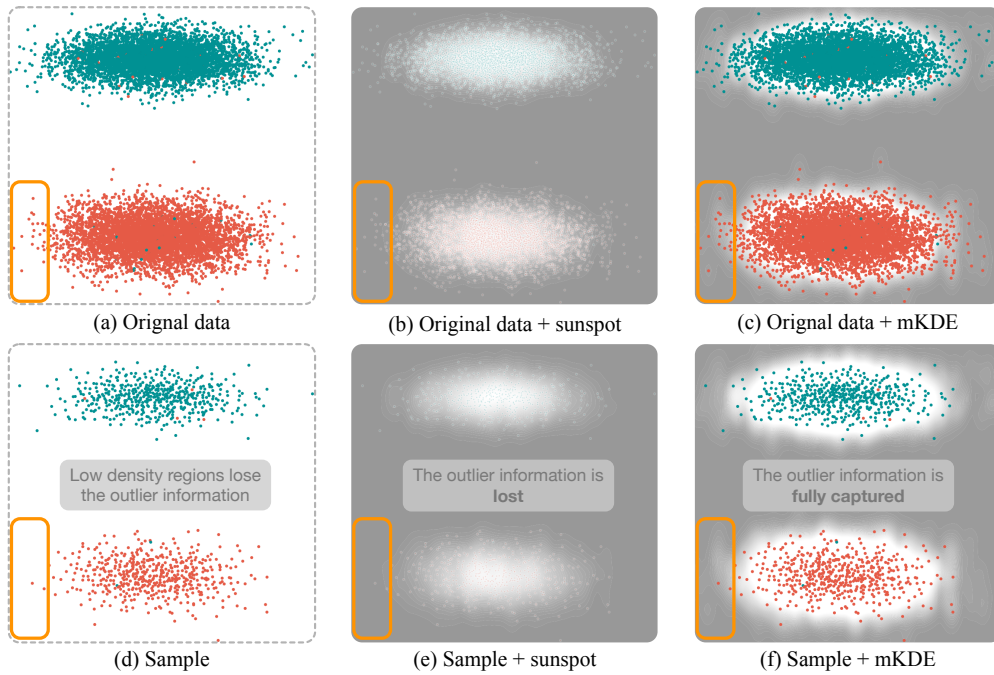 (a) Orignal data
(b) Original data + sunspot
(c) Orignal data + mKDE
Low density regions lose
the outlier information
The outlier information is
lost
The outlier information is
fully captured
(d) Sample
(e) Sample + sunspot
(f) Sample + mKDE